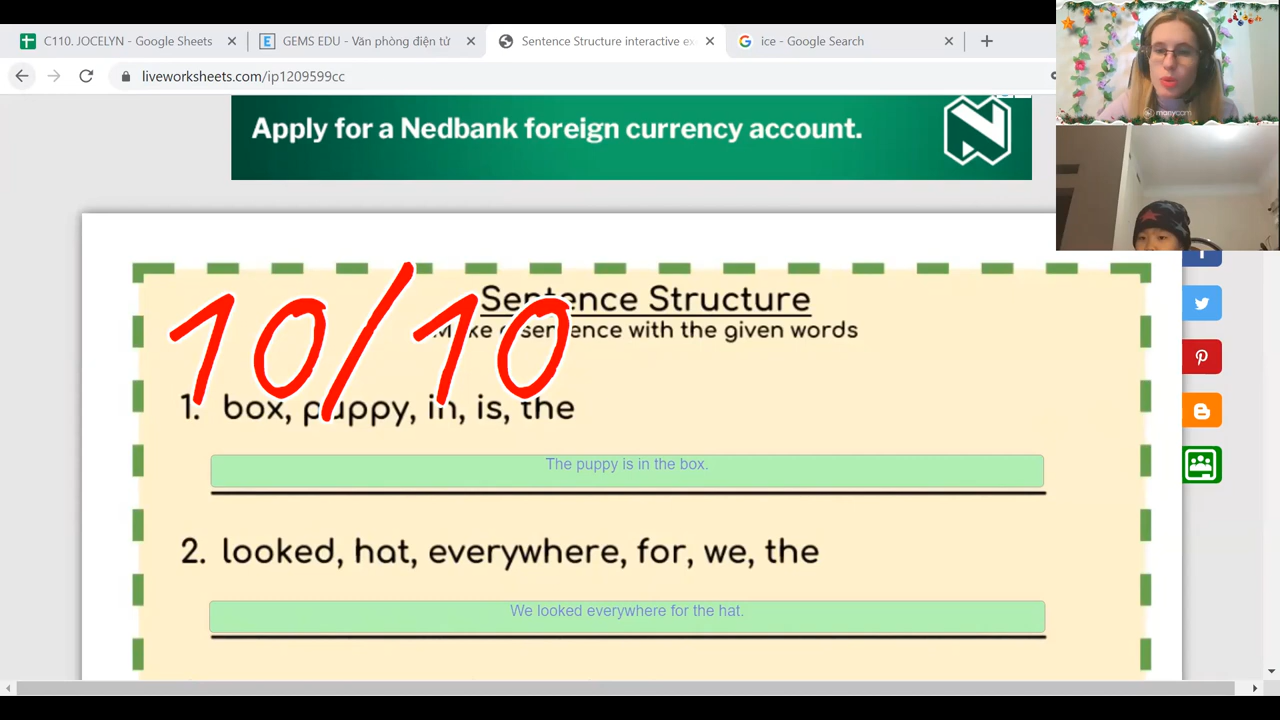 C110. JOCELYN - Google Sheets
GEMS EDU - Văn phòng điện tử
Sentence Structure interactive ex
ice - Google Search
liveworksheets.com/ip1209599cc
manycam
Apply for a Nedbank foreign currency account.
10/10
Sentence Structure
Make a sentence with the given words
1. box, puppy, in, is, the
The puppy is in the box.
2. looked, hat, everywhere, for, we, the
We looked everywhere for the hat.